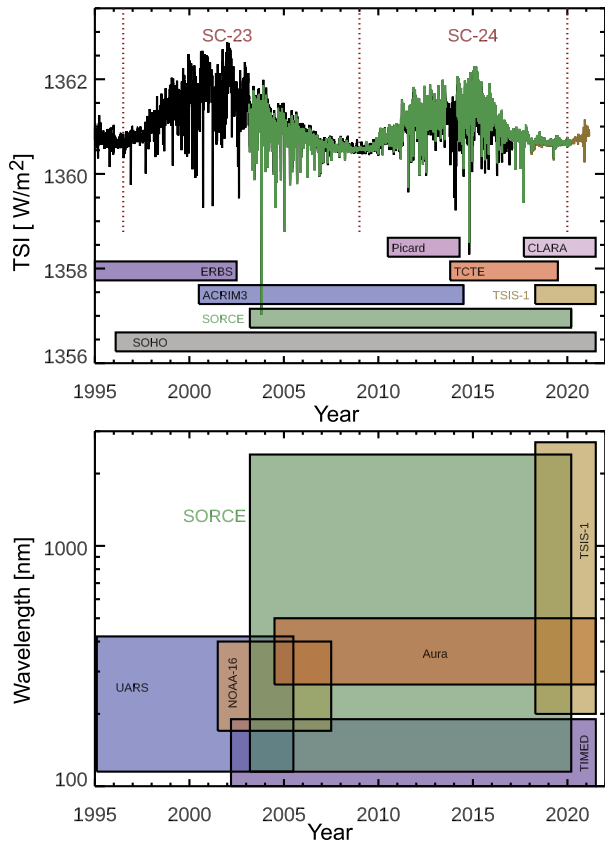 SC-23 SC-24
1362
1360
1358
1356
TSI [ W/m²]
Picard CLARA
ERBS TCTE
ACRIM3 TSIS-1
SORCE
SOHO
1995 2000 2005 2010 2015 2020
Year
SORCE
TSIS-1
1000
Wavelength [nm]
Aura
UARS
NOAA-16
TIMED
100
1995 2000 2005 2010 2015 2020
Year